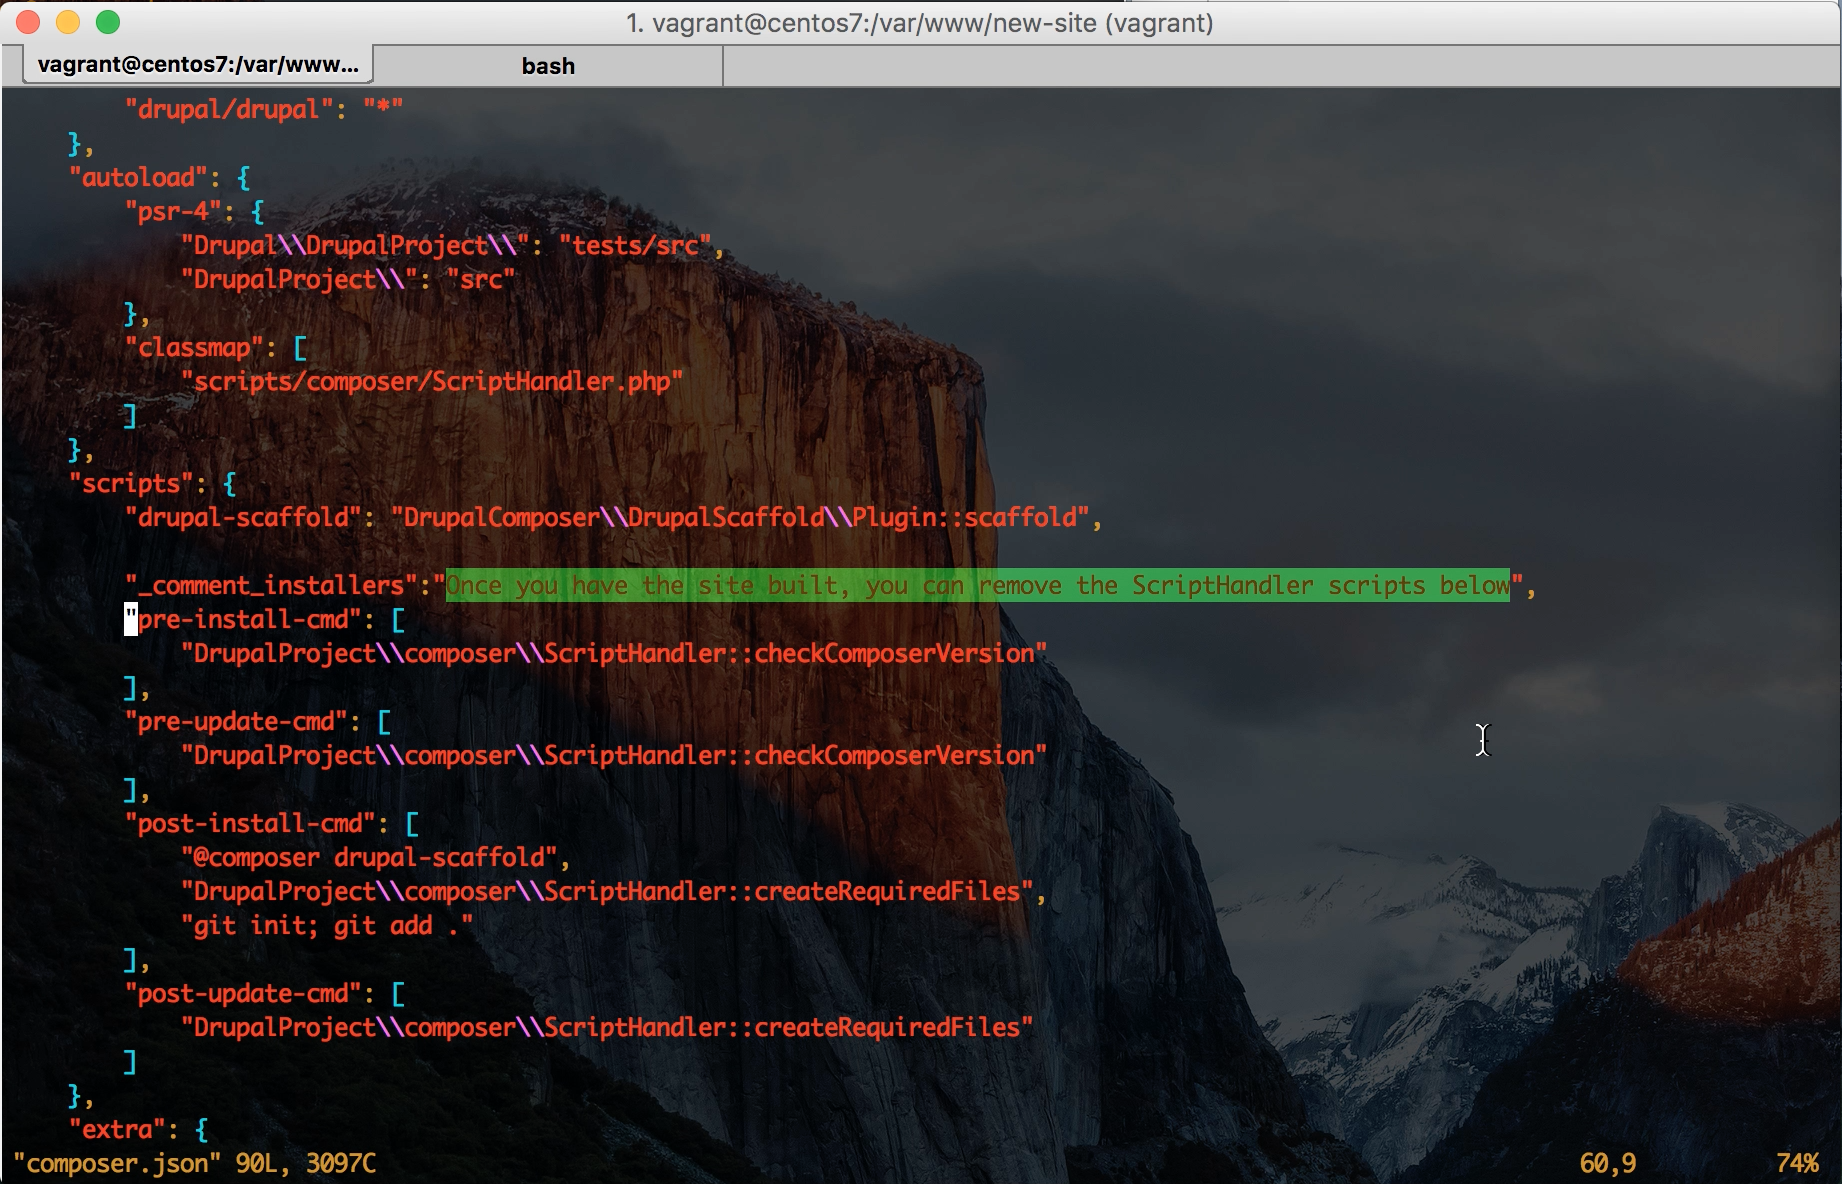 1. vagrant@centos7:/var/www/new-site (vagrant)
vagrant@centos7:/var/www... bash
"drupal/drupal": "*"
},
"autoload": {
"psr-4": {
"Drupal\\DrupalProject\\": "tests/src",
"DrupalProject\\": "src"
},
"classmap": [
"scripts/composer/ScriptHandler.php"
]
},
"scripts": {
"drupal-scaffold": "DrupalComposer\\DrupalScaffold\\Plugin::scaffold",
"_comment_installers":"Once you have the site built, you can remove the ScriptHandler scripts below",
"pre-install-cmd": [
"DrupalProject\\composer\\ScriptHandler::checkComposerVersion"
],
"pre-update-cmd": [
"DrupalProject\\composer\\ScriptHandler::checkComposerVersion"
],
"post-install-cmd": [
"@composer drupal-scaffold",
"DrupalProject\\composer\\ScriptHandler::createRequiredFiles",
"git init; git add ."
],
"post-update-cmd": [
"DrupalProject\\composer\\ScriptHandler::createRequiredFiles"
]
},
"extra": {
"composer.json" 90L, 3097C 60,9 74%